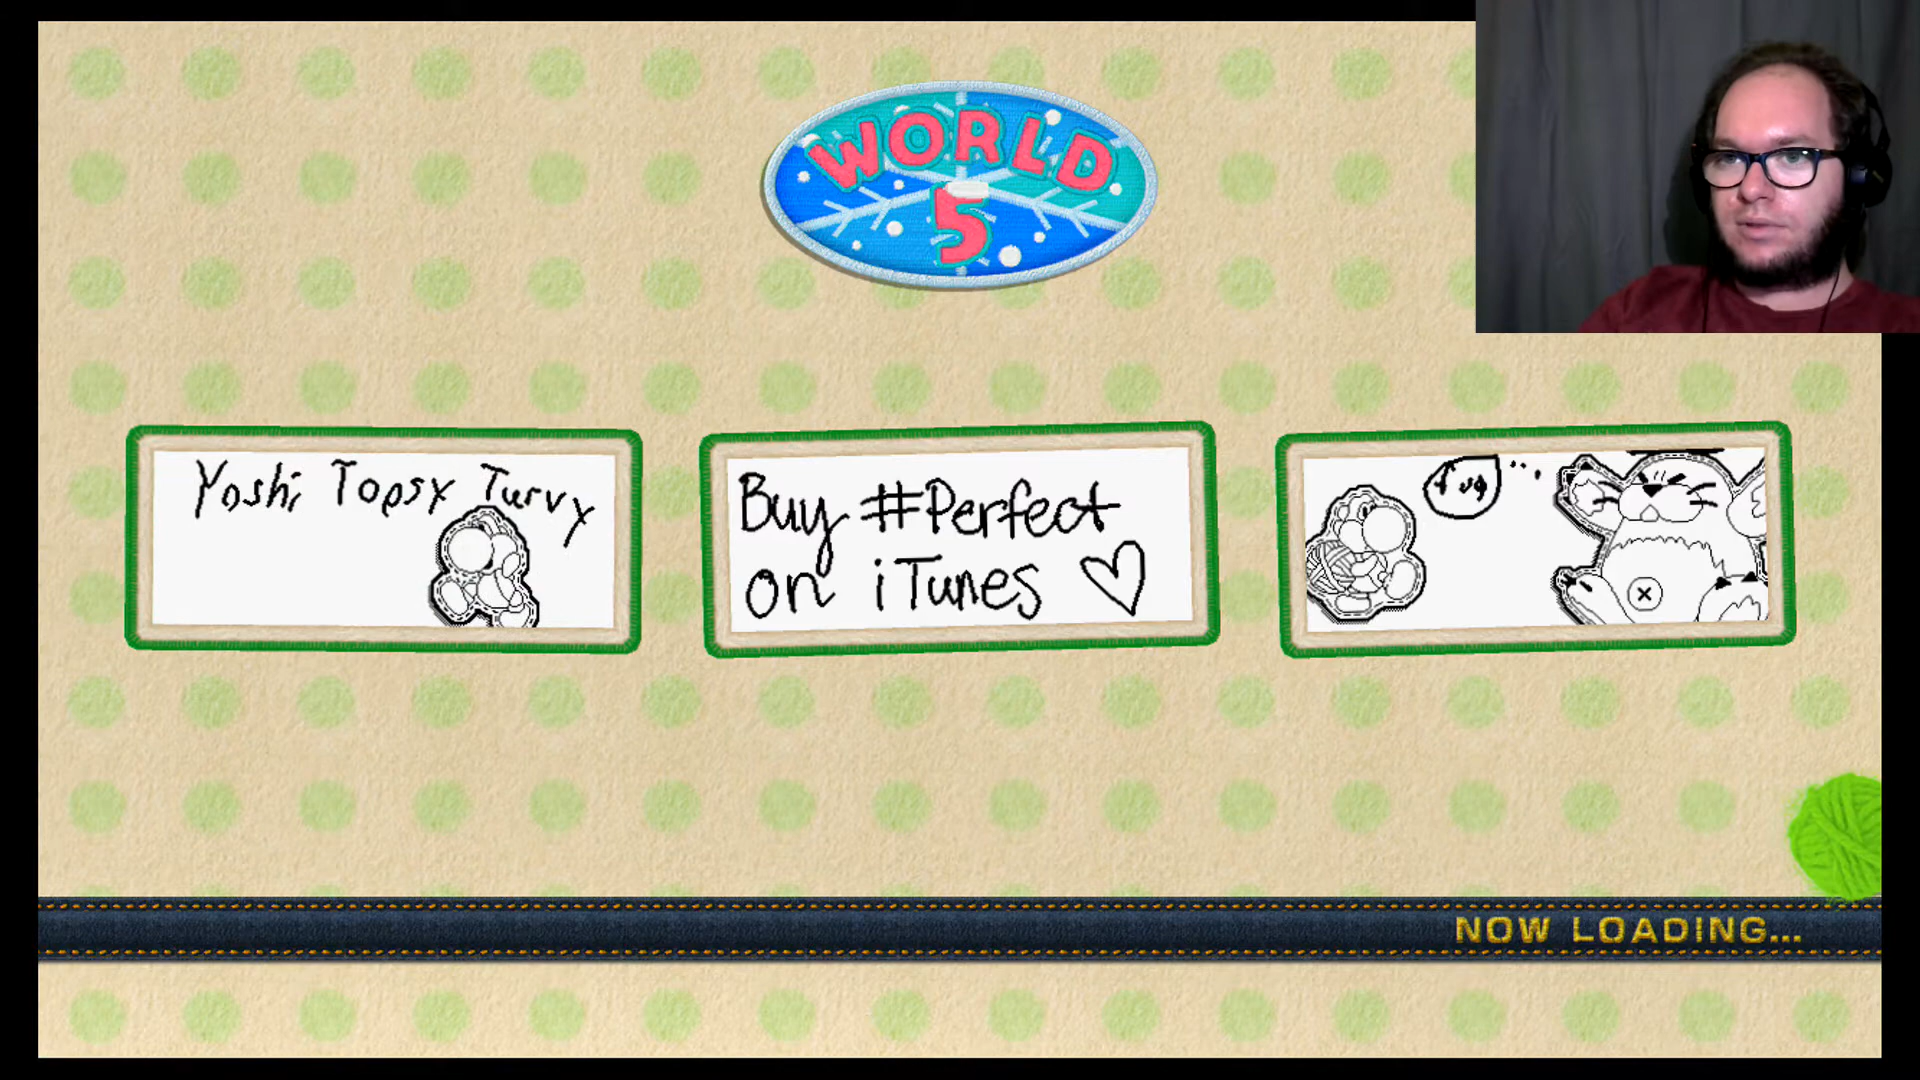 WORLD
5
Yoshi Topsy Turvy
Buy #Perfect
on iTunes
NOW LOADING...